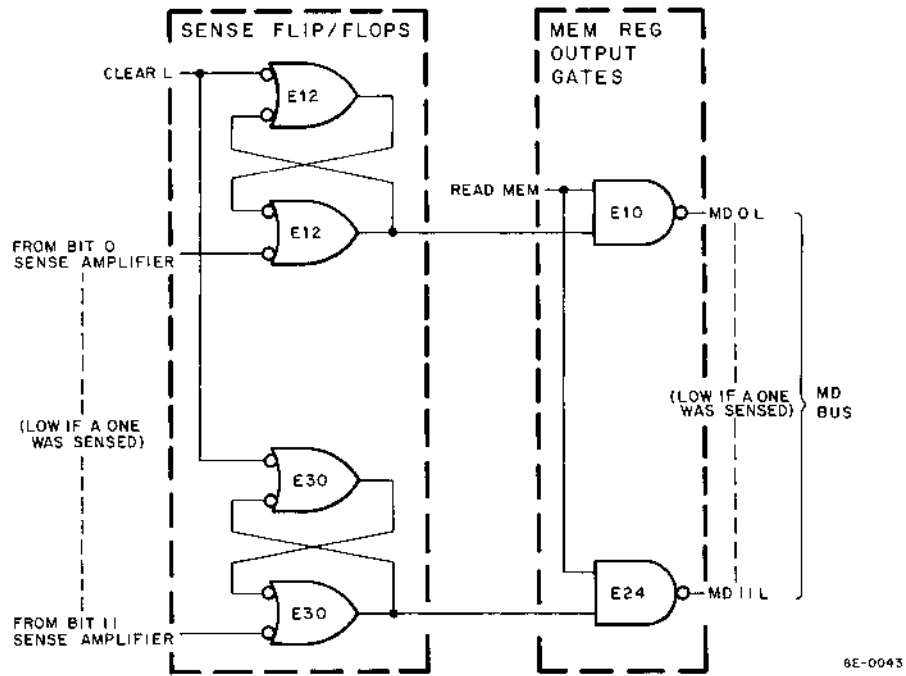 SENSE FLIP/FLOPS
MEM REG
OUTPUT
GATES
CLEAR L
E12
READ MEM
E10
MD 0 L
E12
FROM BIT 0
SENSE AMPLIFIER
(LOW IF A ONE
WAS SENSED)
(LOW IF A ONE
WAS SENSED)
MD
BUS
E30
E24
MD 11 L
E30
FROM BIT 11
SENSE AMPLIFIER
8E-0043